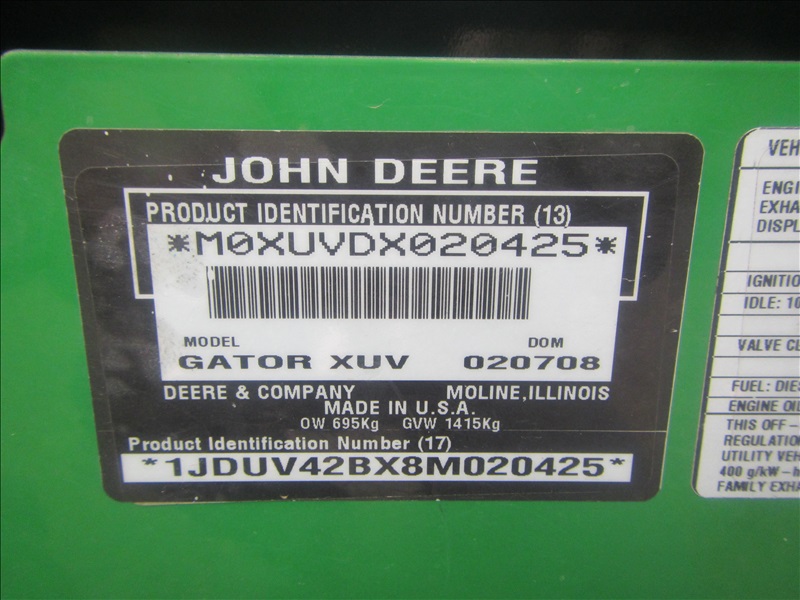 JOHN DEERE
PRODUCT IDENTIFICATION NUMBER (13)
*M0XUVDX020425*
MODEL DOM
GATOR XUV 020708
DEERE & COMPANY MOLINE, ILLINOIS
MADE IN U.S.A.
OW 695Kg GVW 1415Kg
Product Identification Number (17)
*1JDUV42BX8M020425*
VEH
ENGI
EXHA
DISPL
IGNITIO
IDLE: 10
VALVE CL
FUEL: DIES
ENGINE OIL
THIS OFF-
REGULATION
UTILITY VEH
400 g/kW-h
FAMILY EXHA